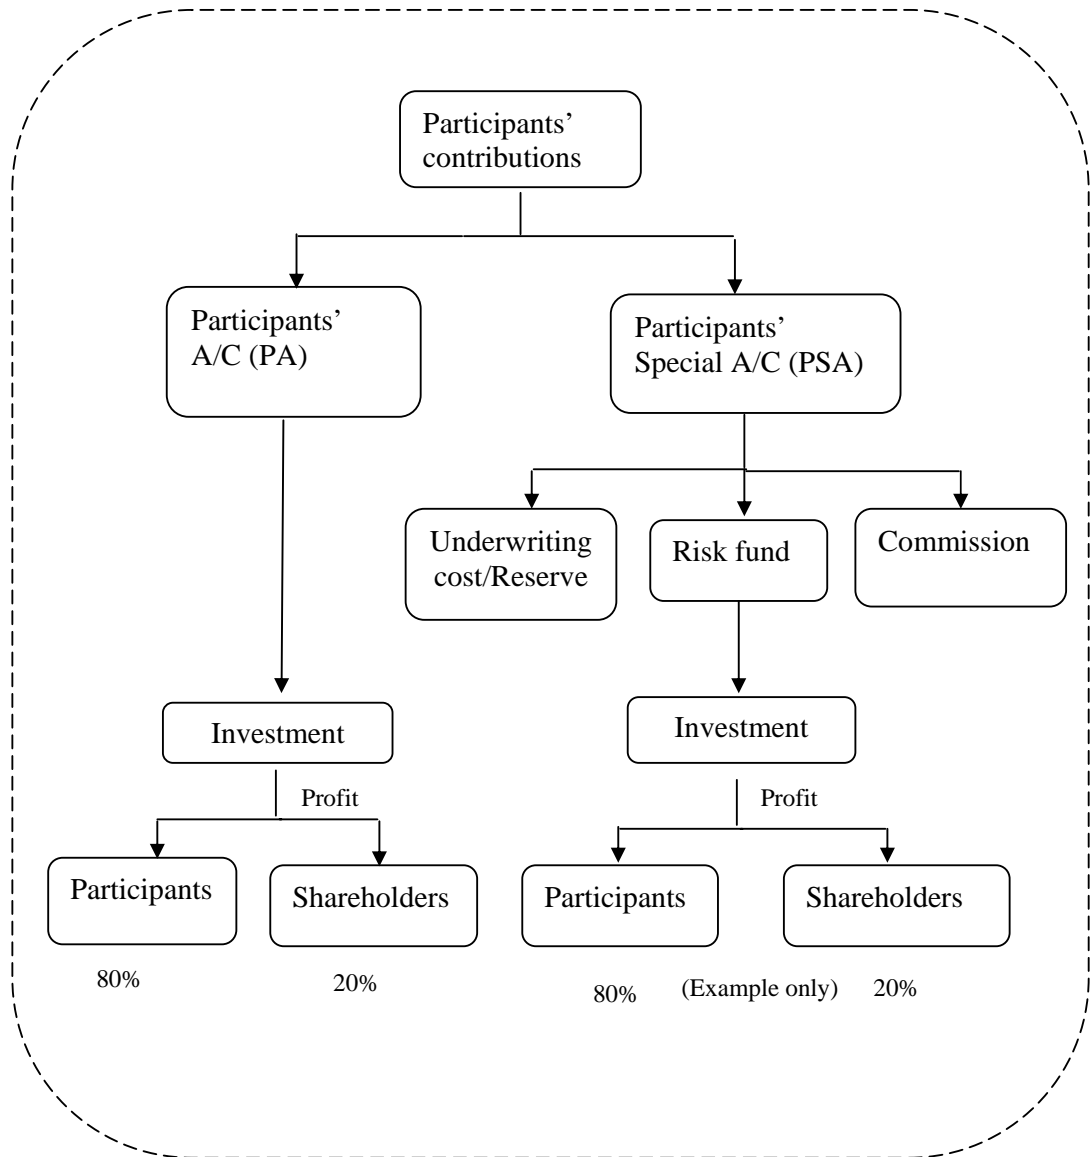 Participants’
contributions
Participants’
A/C (PA)
Participants’
Special A/C (PSA)
Underwriting
cost/Reserve
Risk fund
Commission
Investment
Investment
Profit
Profit
Participants
Shareholders
Participants
Shareholders
80%
20%
80%
(Example only)
20%